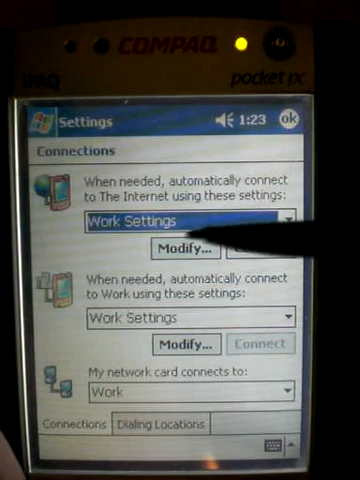 COMPAQ
iPAQ
pocket pc
Settings 1:23 ok
Connections
When needed, automatically connect
to The Internet using these settings:
Work Settings
Modify...
When needed, automatically connect
to Work using these settings:
Work Settings
Modify... Connect
My network card connects to:
Work
Connections Dialing Locations